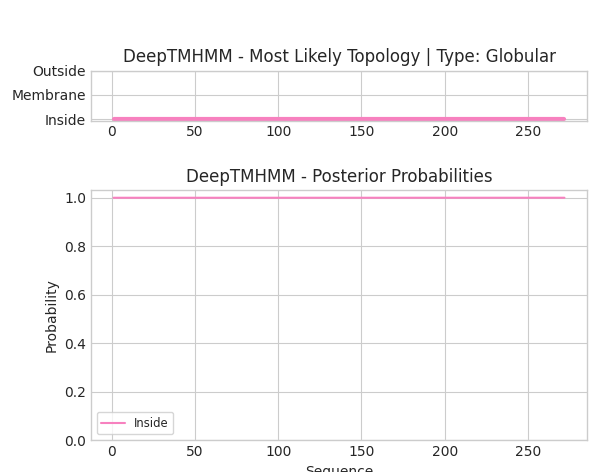 DeepTMHMM - Most Likely Topology | Type: Globular
Outside
Membrane
Inside
0 50 100 150 200 250
DeepTMHMM - Posterior Probabilities
1.0
0.8
0.6
0.4
0.2
0.0
Probability
Inside
0 50 100 150 200 250
Sequence